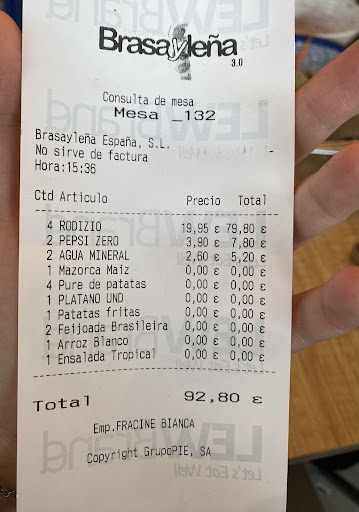 Brasayleña
3.0
Consulta de mesa
Mesa _132
Brasayleña España, S.L.
No sirve de factura
Hora:15:36
Ctd Articulo Precio Total
4 RODIZIO 19,95 € 79,80 €
2 PEPSI ZERO 3,90 € 7,80 €
2 AGUA MINERAL 2,60 € 5,20 €
1 Mazorca Maiz 0,00 € 0,00 €
4 Pure de patatas 0,00 € 0,00 €
1 PLATANO UND 0,00 € 0,00 €
1 Patatas fritas 0,00 € 0,00 €
2 Feijoada Brasileira 0,00 € 0,00 €
1 Arroz Blanco 0,00 € 0,00 €
1 Ensalada Tropical 0,00 € 0,00 €
Total 92,80 €
Emp.FRACINE BIANCA
Copyright GrupoPIE, SA
LEWBrand
Let's Eat Well